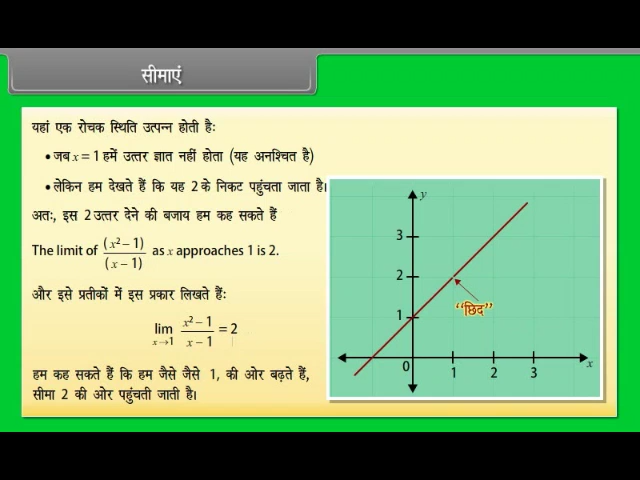 सीमाएं
यहां एक रोचक स्थिति उत्पन्न होती है:
• जब x = 1 हमें उत्तर ज्ञात नहीं होता (यह अनश्चित है)
• लेकिन हम देखते हैं कि यह 2 के निकट पहुंचता जाता है।
अतः, इस 2 उत्तर देने की बजाय हम कह सकते हैं
The limit of (x² – 1) / (x – 1) as x approaches 1 is 2.
और इसे प्रतीकों में इस प्रकार लिखते हैं:
lim x→1 x² – 1 / x – 1 = 2
हम कह सकते हैं कि हम जैसे जैसे 1, की ओर बढ़ते हैं,
सीमा 2 की ओर पहुंचती जाती है।
y
3
2
1
"छिद"
0 1 2 3 x